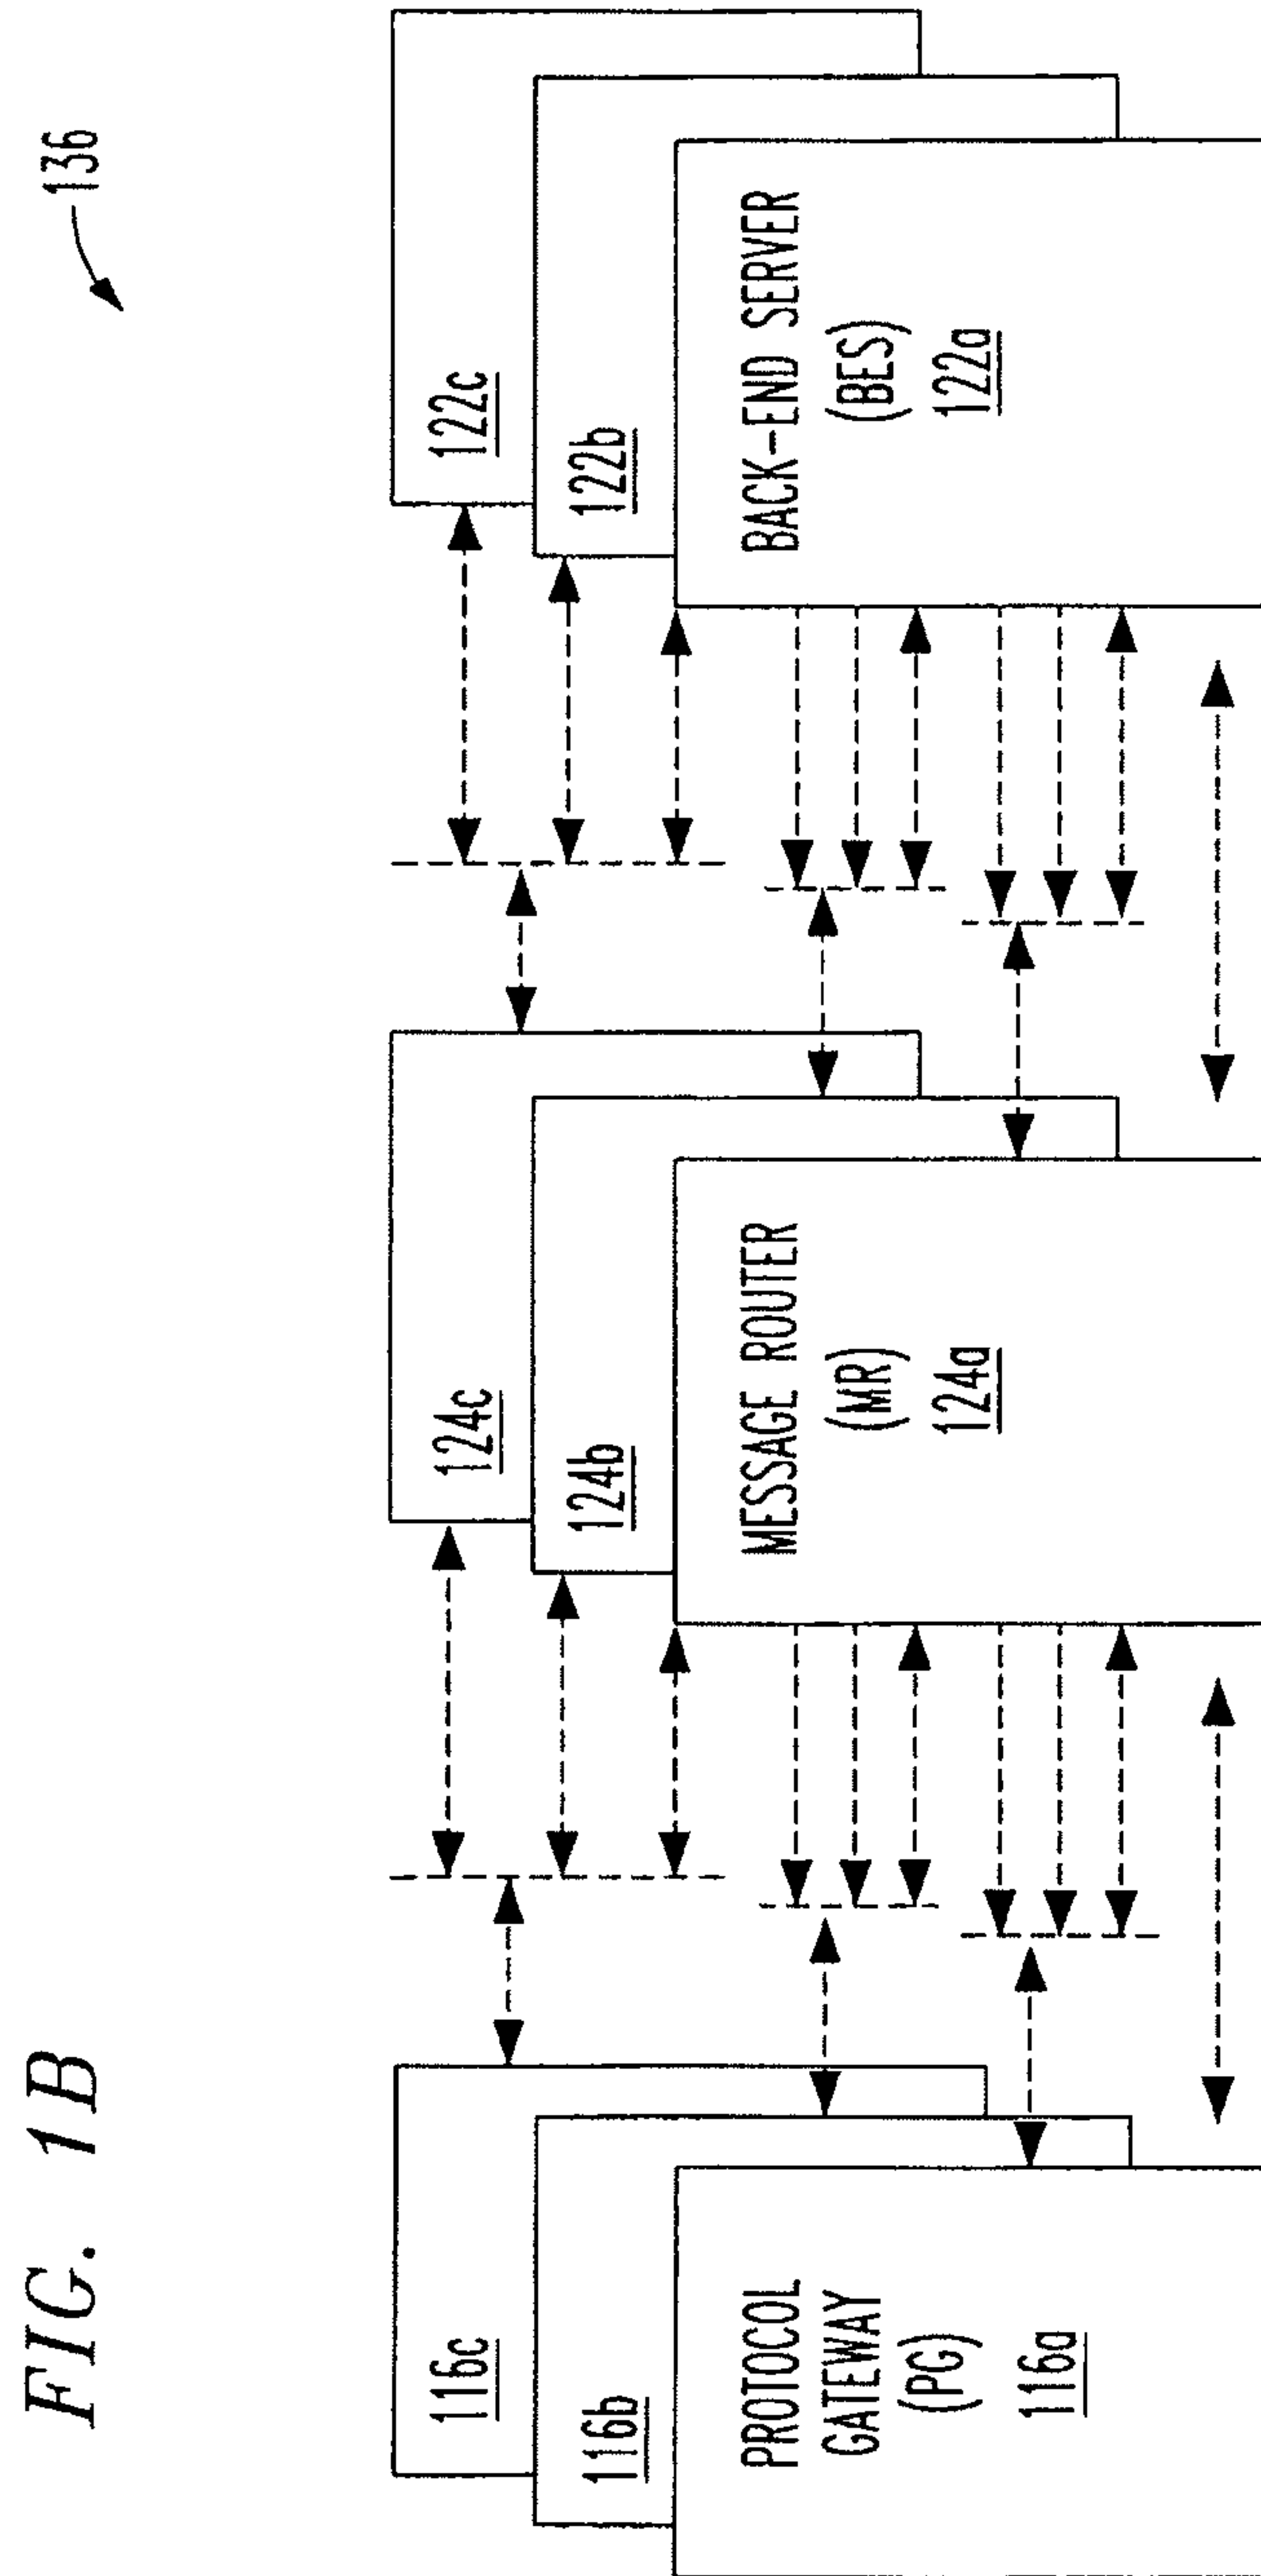 FIG. 1B
136
116c
116b
PROTOCOL
GATEWAY
(PG)
116a
124c
124b
MESSAGE ROUTER
(MR)
124a
122c
122b
BACK-END SERVER
(BES)
122a